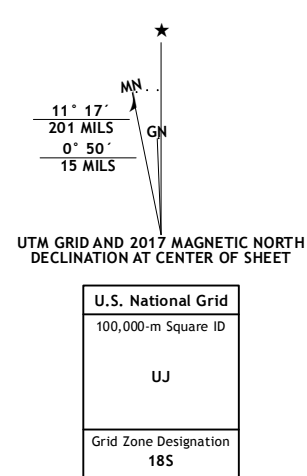 MN
11° 17´
201 MILS
GN
0° 50´
15 MILS
UTM GRID AND 2017 MAGNETIC NORTH
DECLINATION AT CENTER OF SHEET
U.S. National Grid
100,000-m Square ID
UJ
Grid Zone Designation
18S